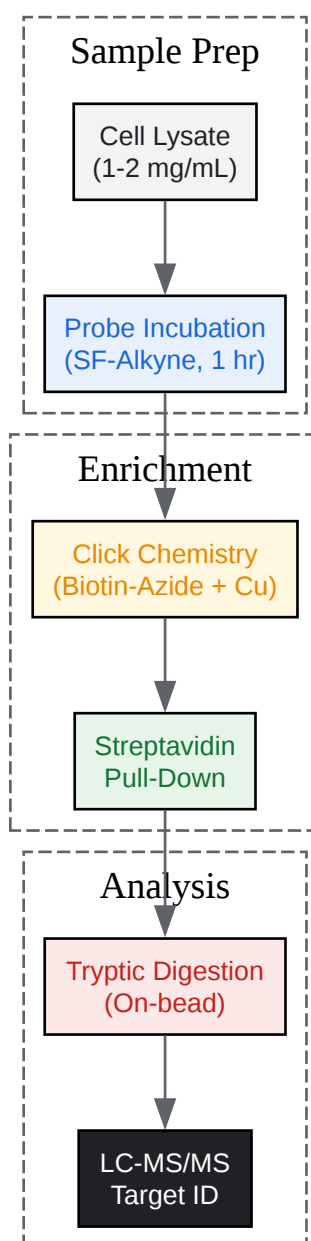 Sample Prep
Cell Lysate
(1-2 mg/mL)
Probe Incubation
(SF-Alkyne, 1 hr)
Enrichment
Click Chemistry
(Biotin-Azide + Cu)
Streptavidin
Pull-Down
Analysis
Tryptic Digestion
(On-bead)
LC-MS/MS
Target ID